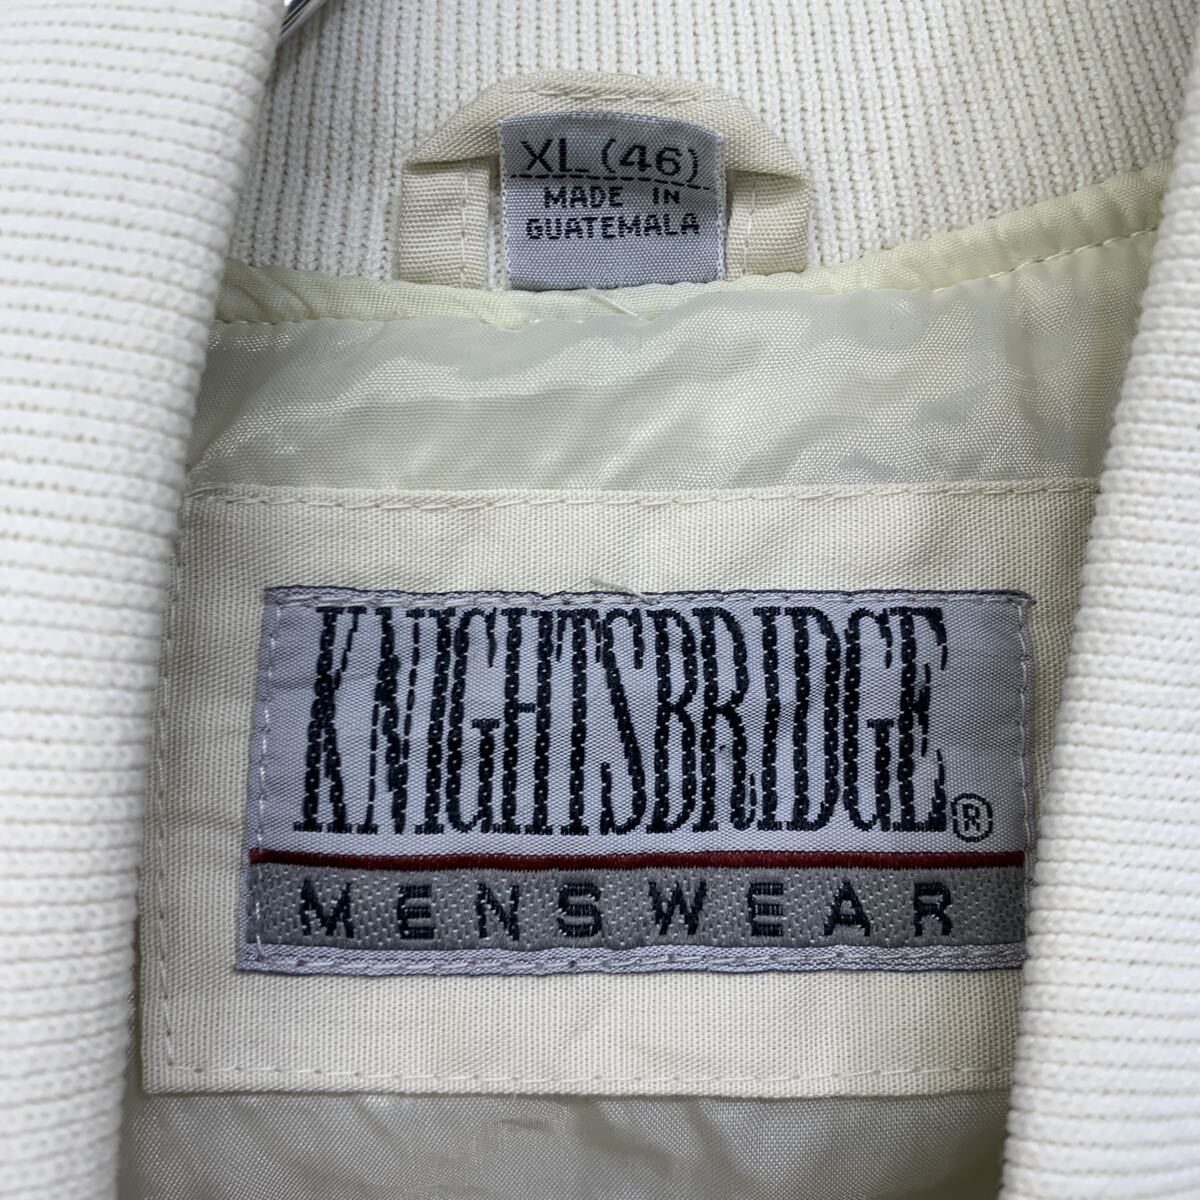 XL (46)
MADE IN
GUATEMALA
KNIGHTSBRIDGE®
MENSWEAR